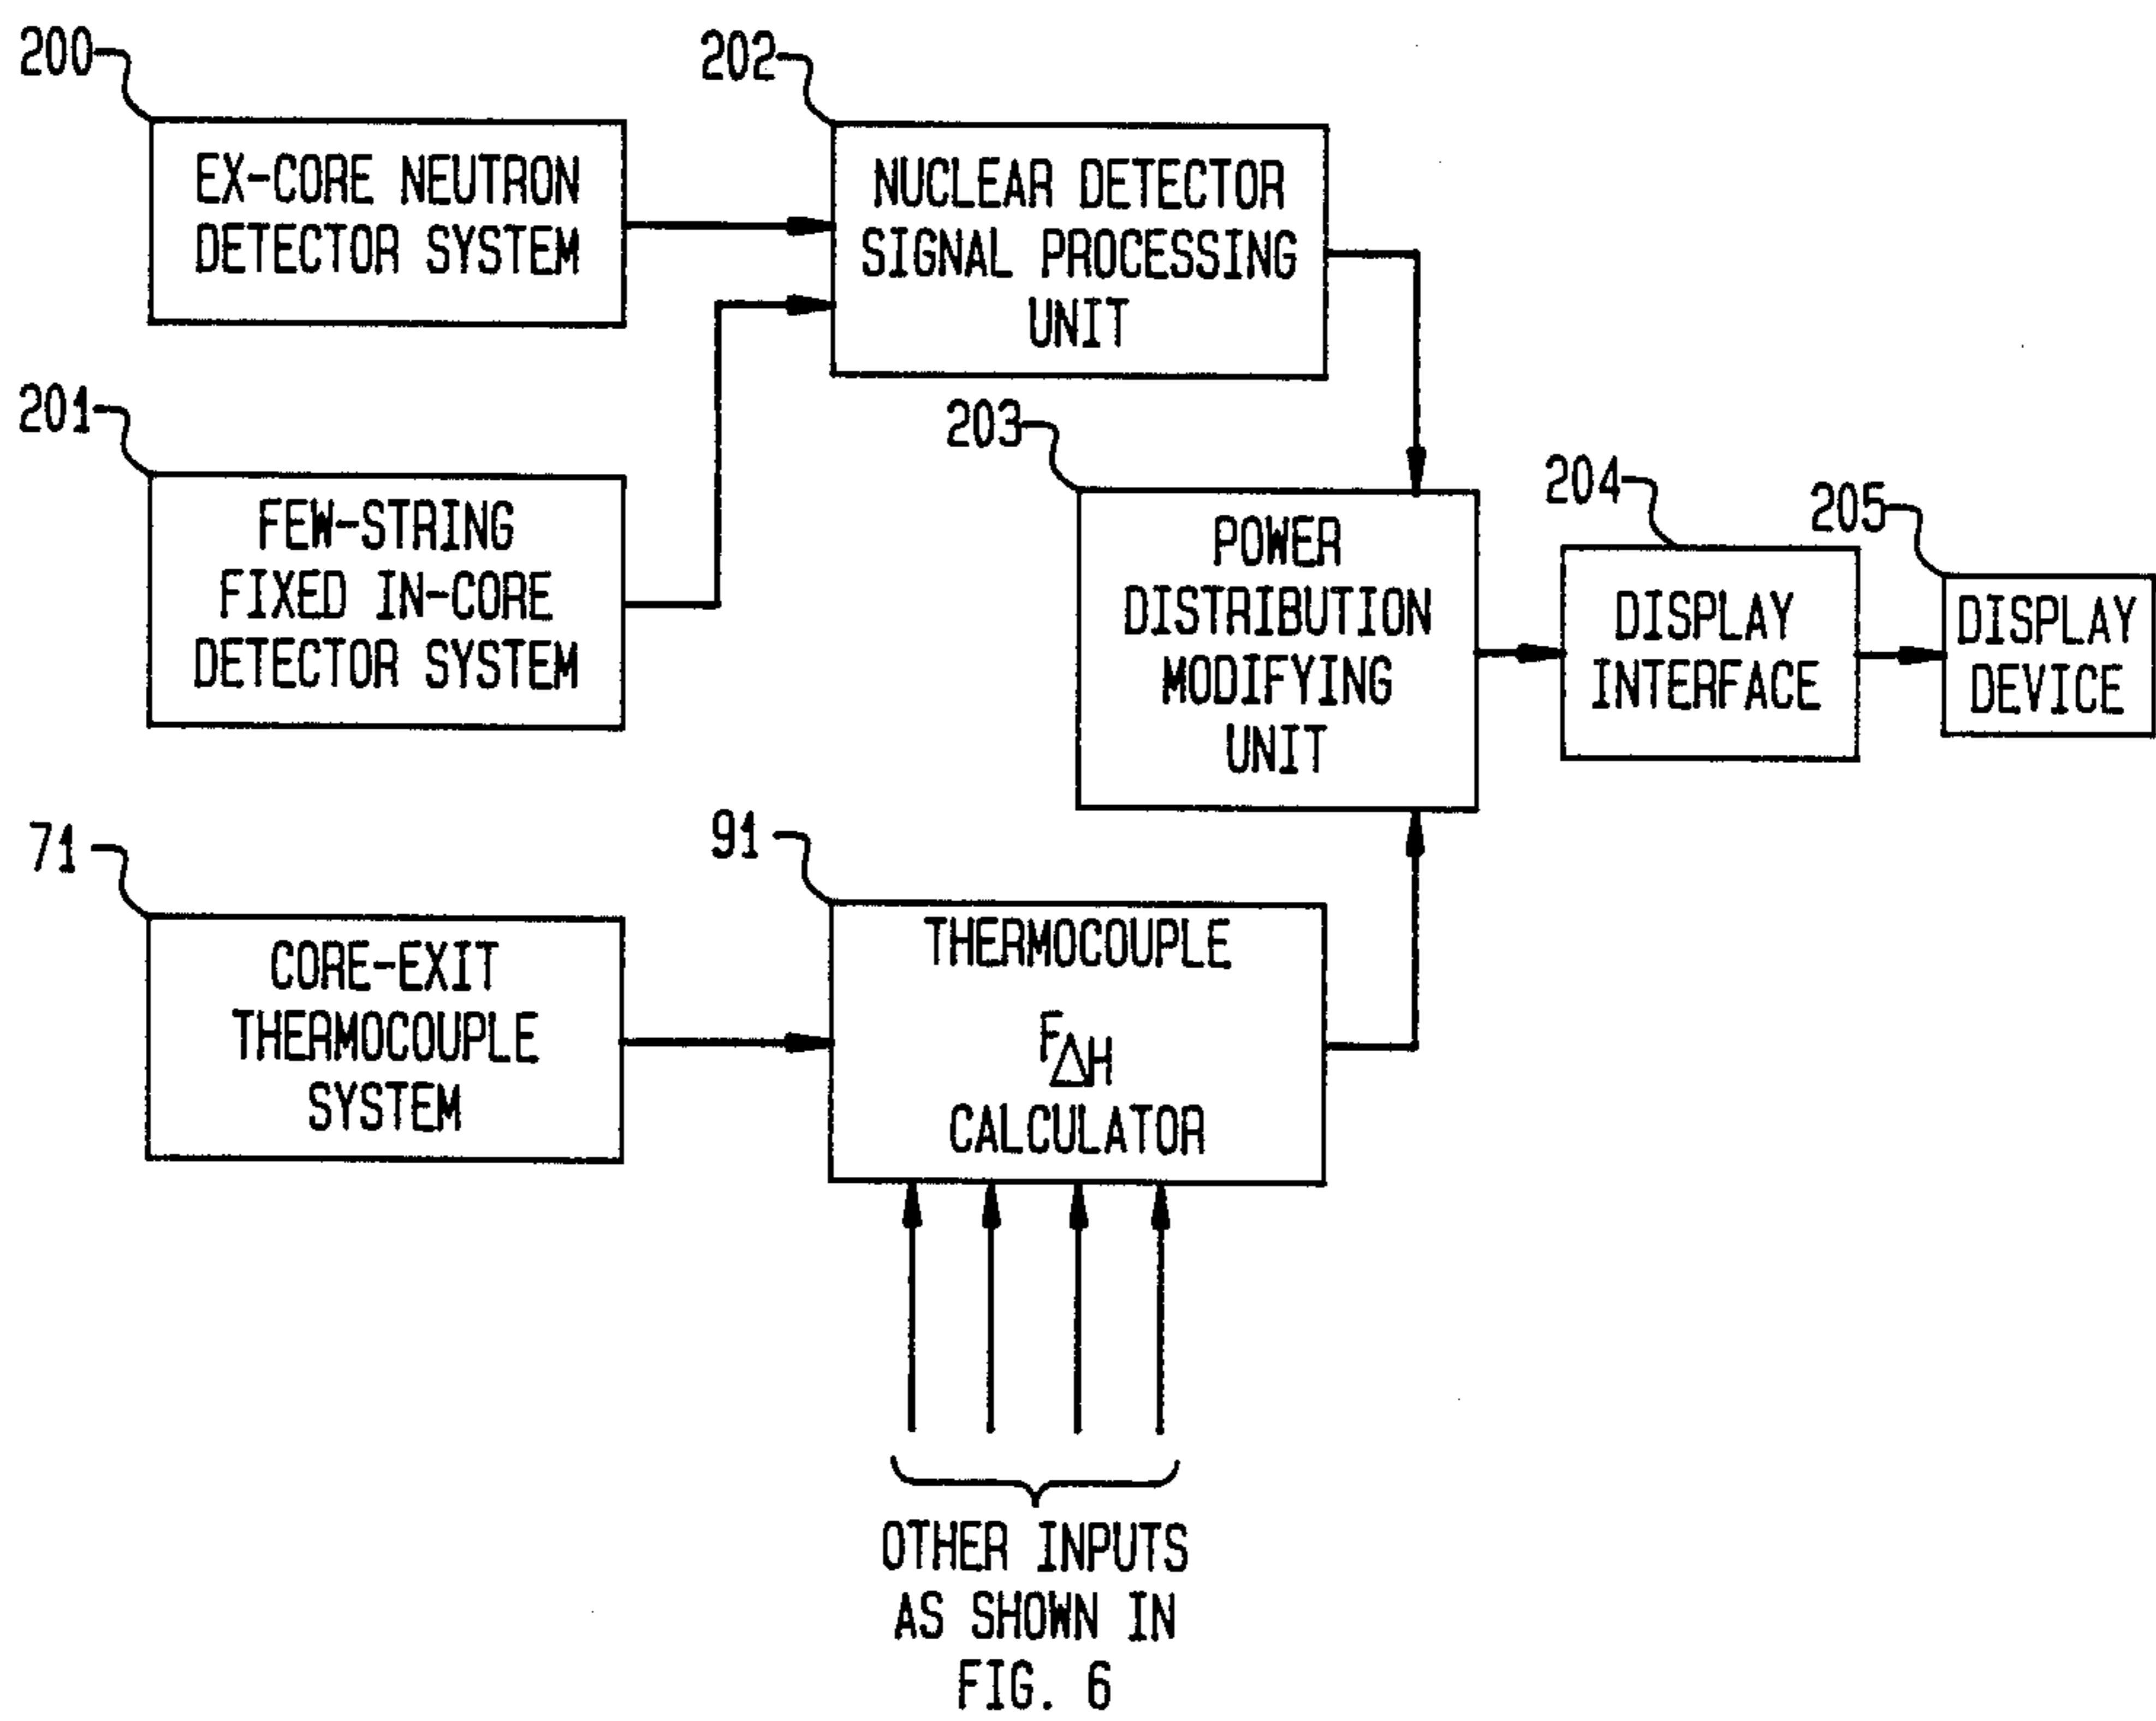 200
EX-CORE NEUTRON
DETECTOR SYSTEM
202
NUCLEAR DETECTOR
SIGNAL PROCESSING
UNIT
201
FEW-STRING
FIXED IN-CORE
DETECTOR SYSTEM
203
POWER
DISTRIBUTION
MODIFYING
UNIT
204
DISPLAY
INTERFACE
205
DISPLAY
DEVICE
71
CORE-EXIT
THERMOCOUPLE
SYSTEM
91
THERMOCOUPLE
FΔH
CALCULATOR
OTHER INPUTS
AS SHOWN IN
FIG. 6